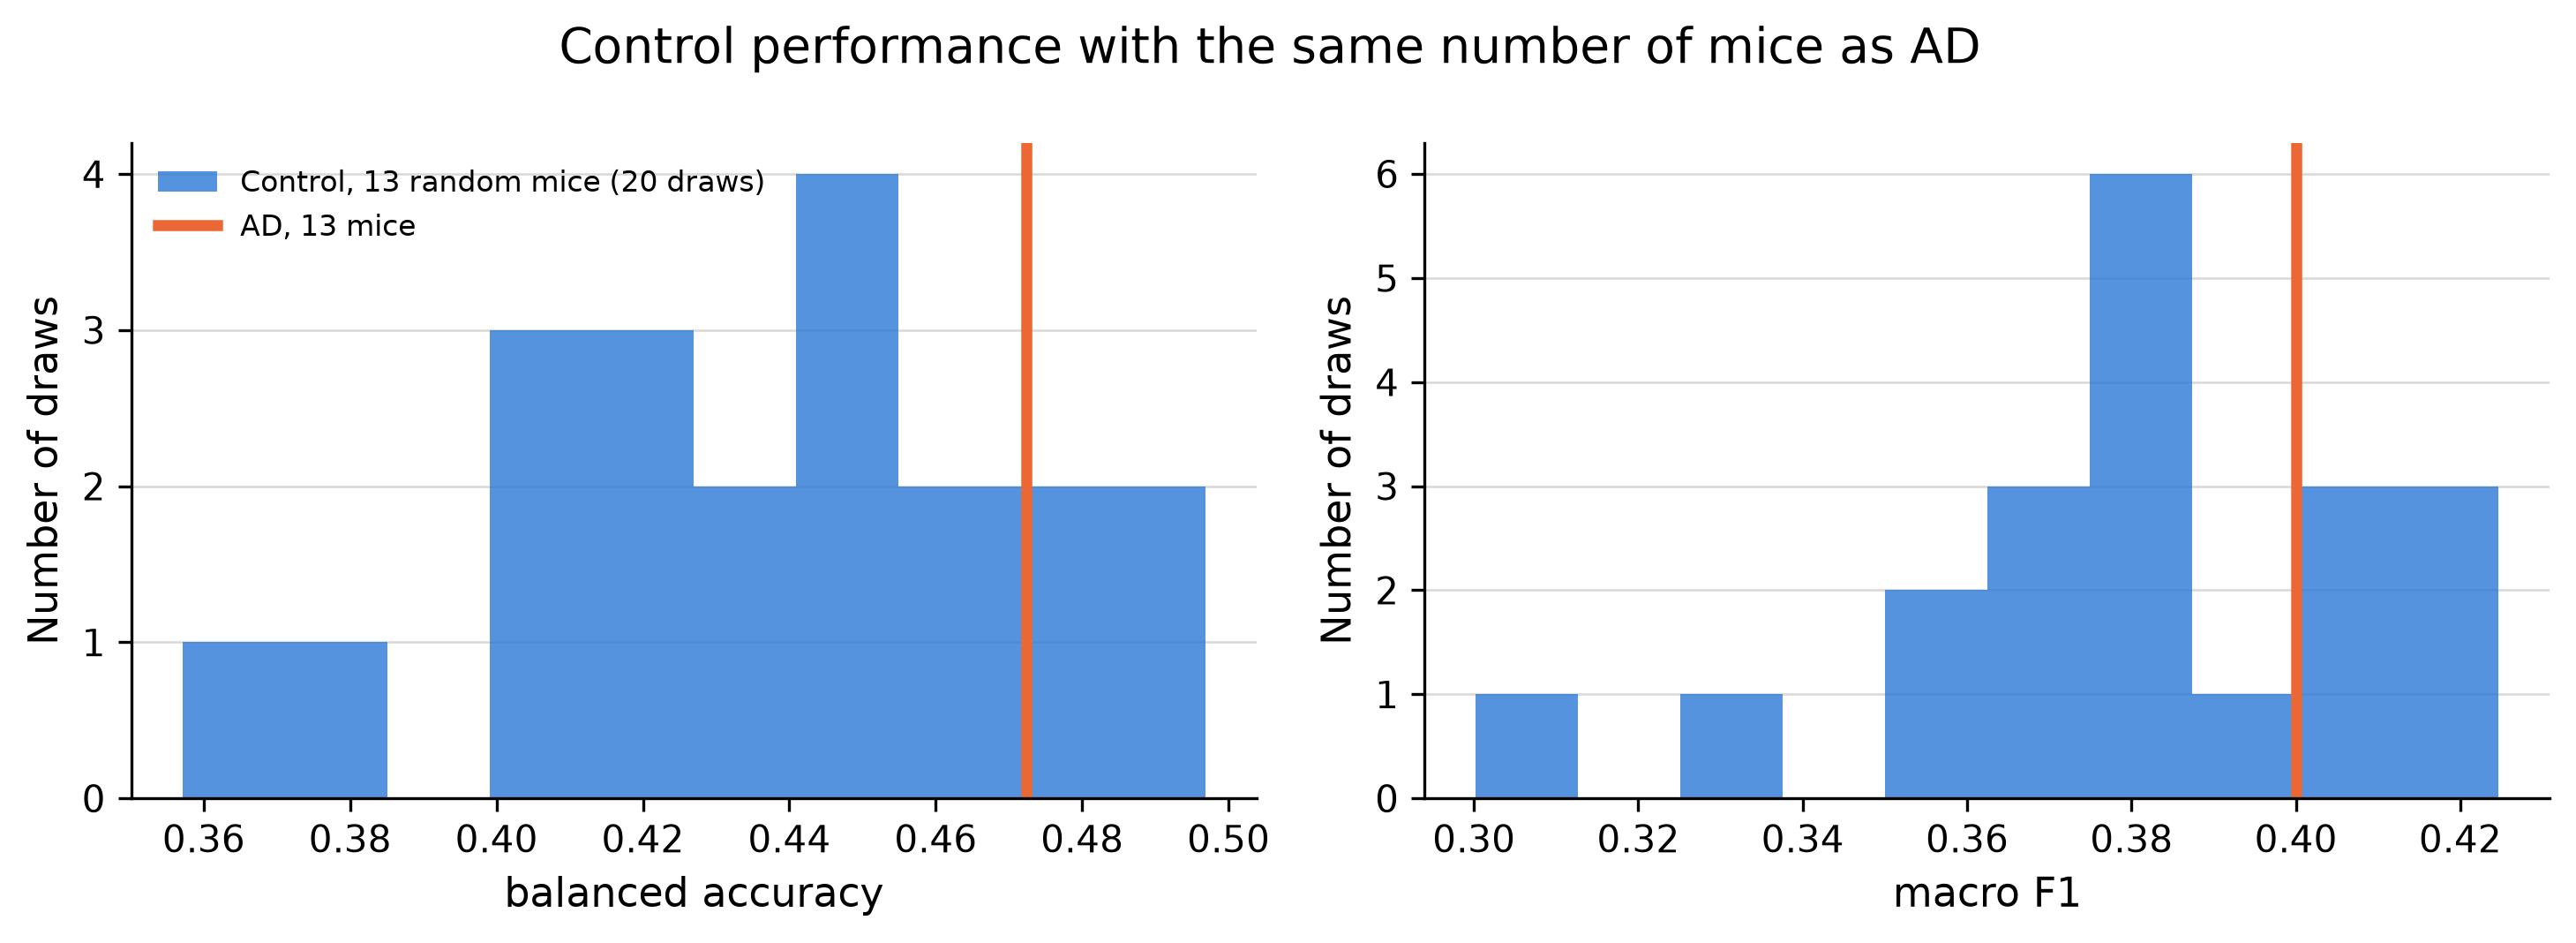 Control performance with the same number of mice as AD
Number of draws
4
3
2
1
0
Control, 13 random mice (20 draws)
AD, 13 mice
0.36 0.38 0.40 0.42 0.44 0.46 0.48 0.50
balanced accuracy
Number of draws
6
5
4
3
2
1
0
0.30 0.32 0.34 0.36 0.38 0.40 0.42
macro F1